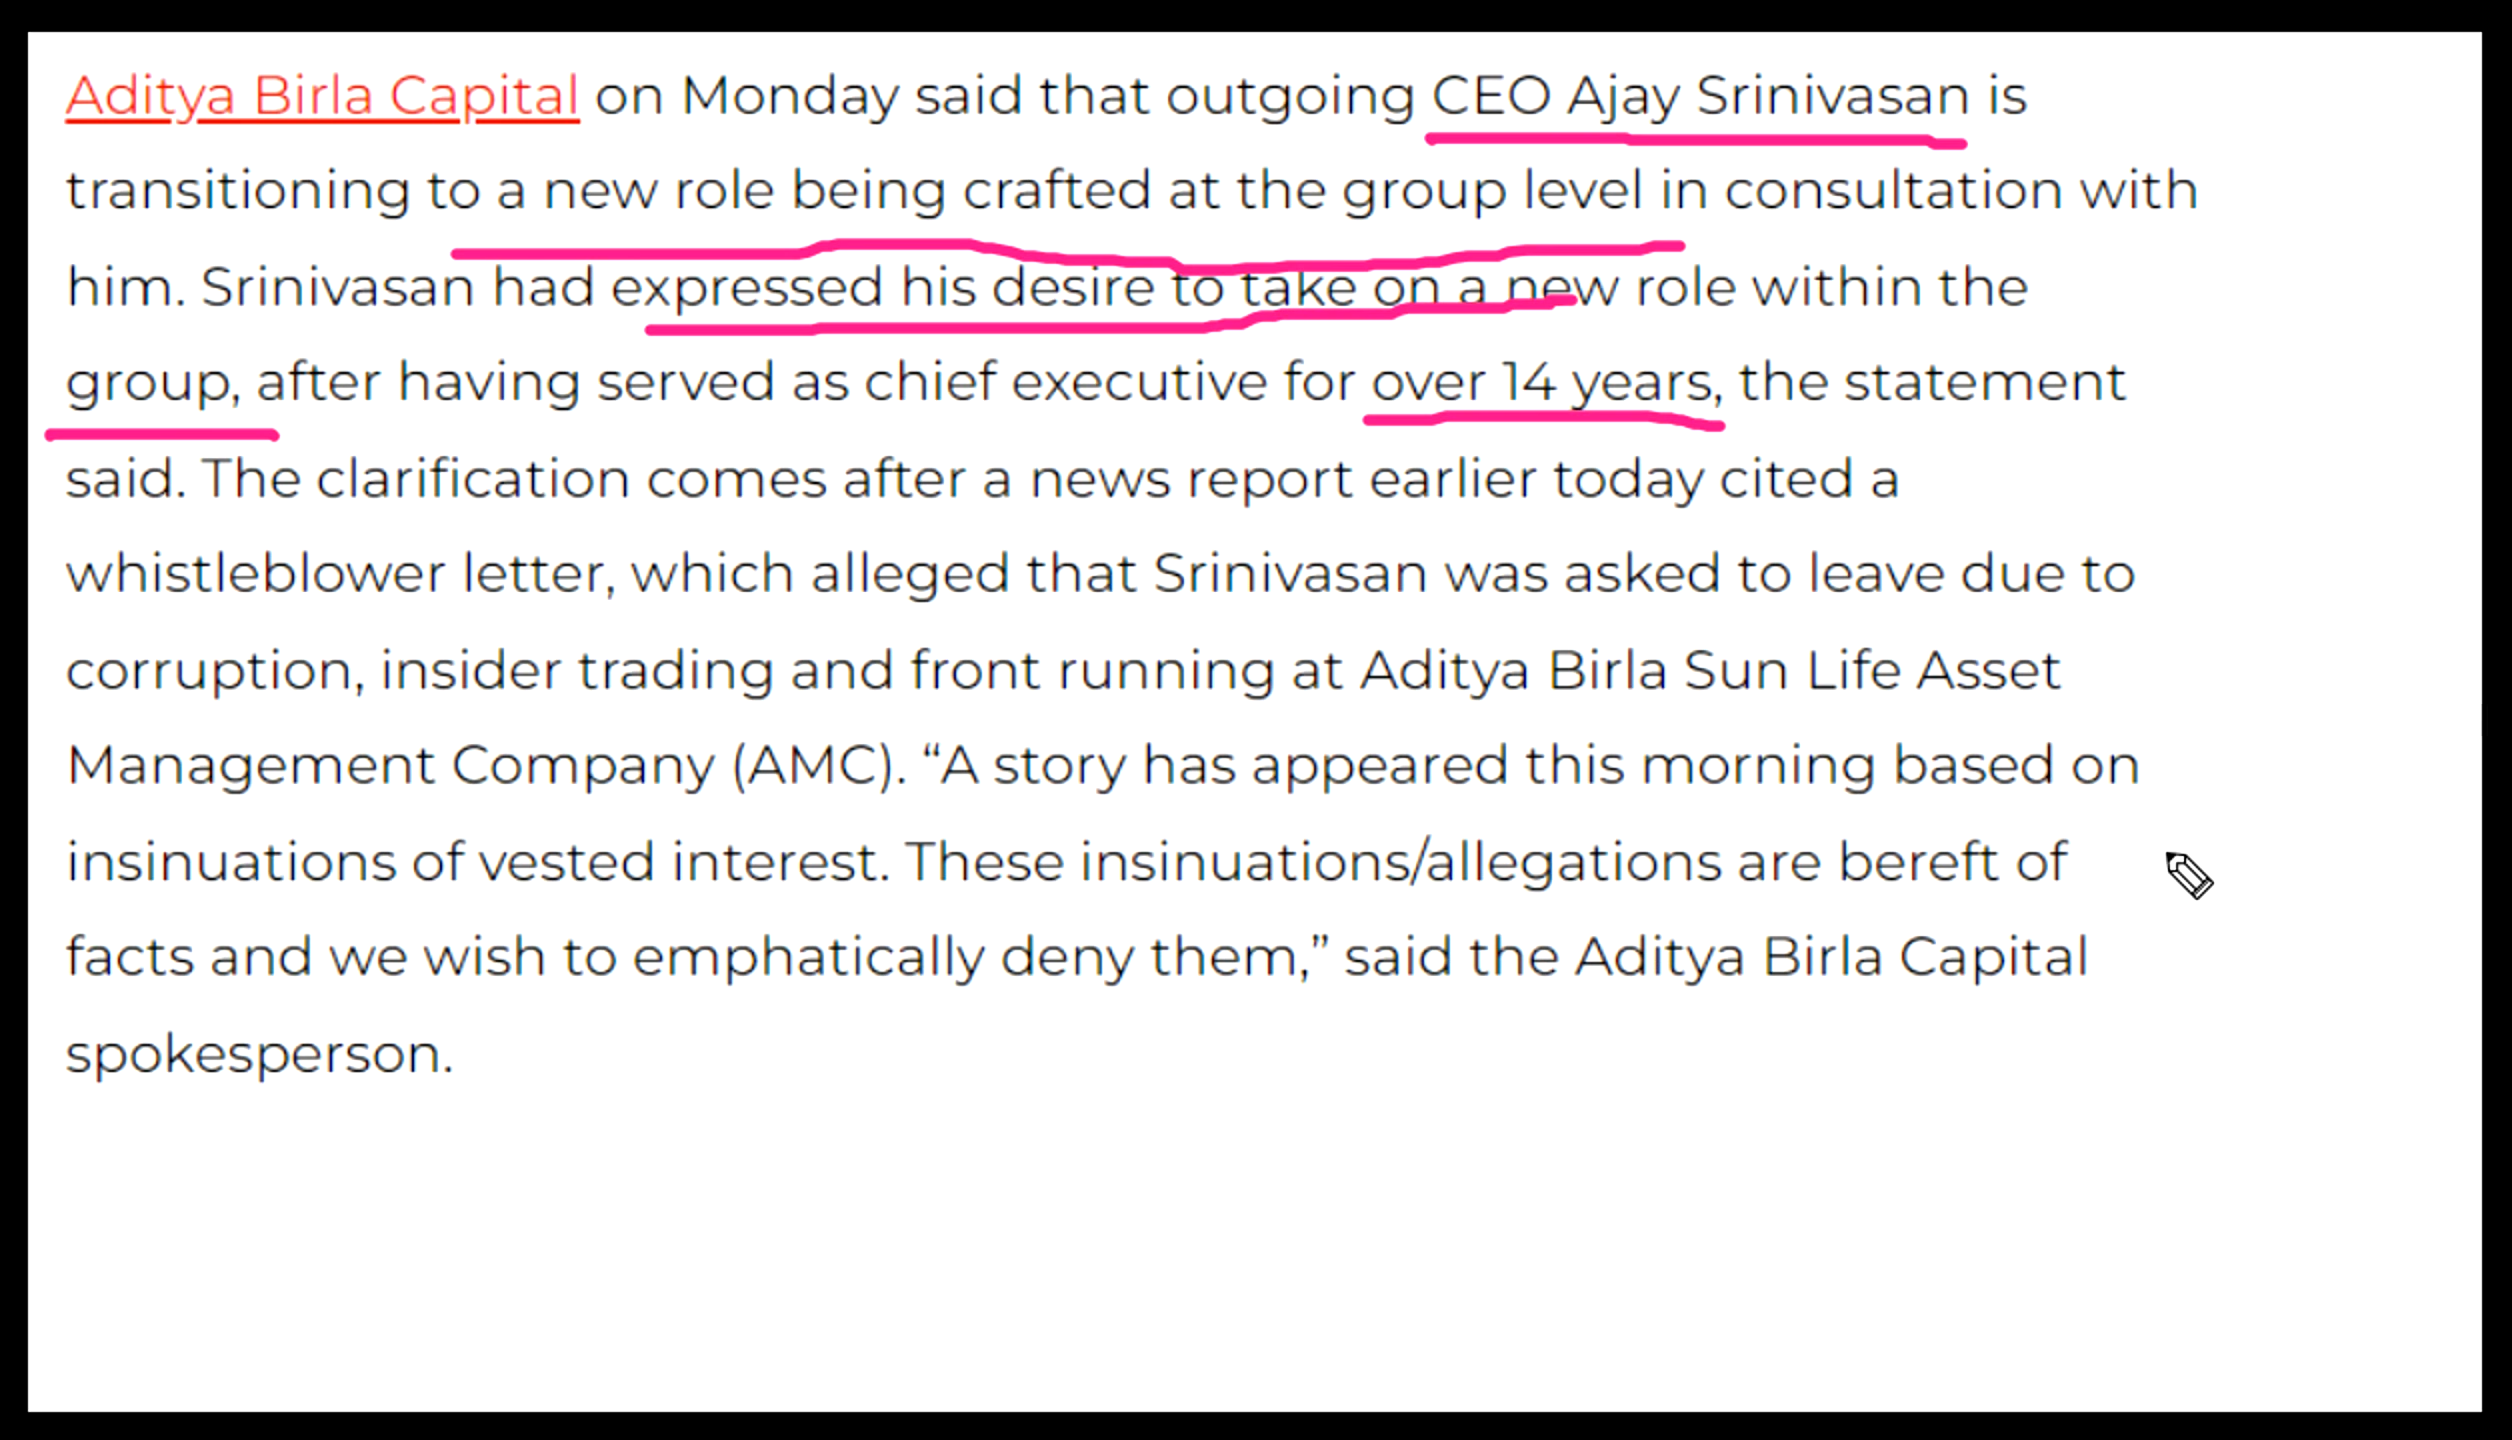 Aditya Birla Capital on Monday said that outgoing CEO Ajay Srinivasan is
transitioning to a new role being crafted at the group level in consultation with
him. Srinivasan had expressed his desire to take on a new role within the
group, after having served as chief executive for over 14 years, the statement
said. The clarification comes after a news report earlier today cited a
whistleblower letter, which alleged that Srinivasan was asked to leave due to
corruption, insider trading and front running at Aditya Birla Sun Life Asset
Management Company (AMC). “A story has appeared this morning based on
insinuations of vested interest. These insinuations/allegations are bereft of
facts and we wish to emphatically deny them,” said the Aditya Birla Capital
spokesperson.